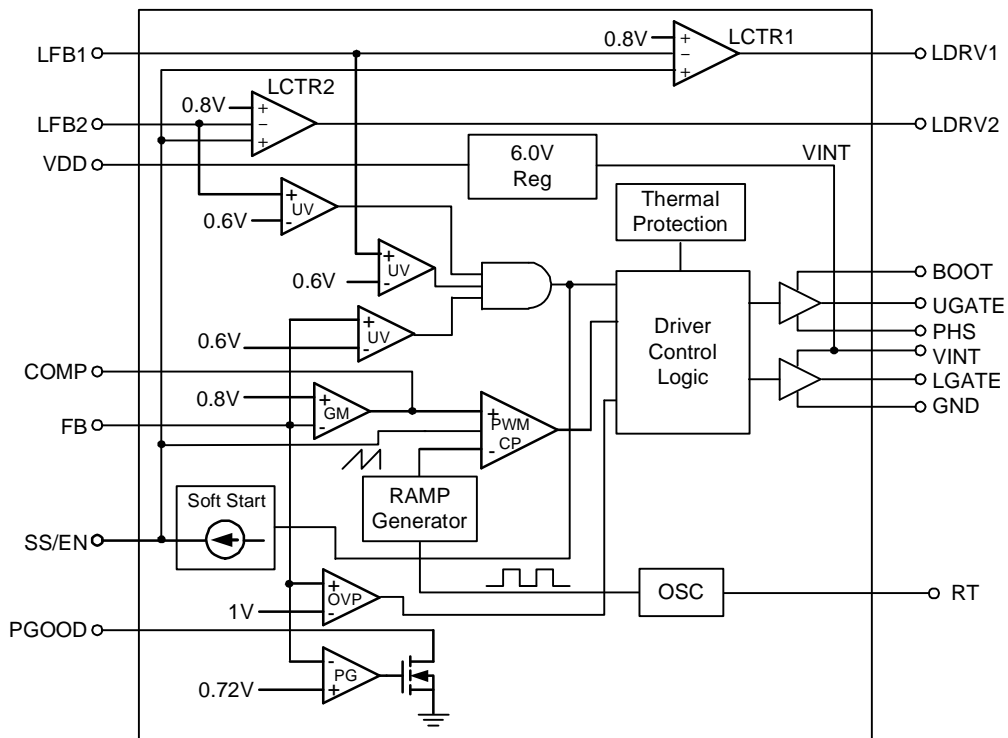 LFB1
0.8V
+
−
+
LCTR1
LDRV1
LCTR2
0.8V
+
−
+
LFB2
LDRV2
VDD
6.0V
Reg
VINT
Thermal
Protection
+
UV
-
0.6V
+
UV
-
0.6V
BOOT
UGATE
PHS
Driver
Control
Logic
+
UV
-
0.6V
VINT
COMP
LGATE
0.8V
+
GM
-
GND
FB
+
PWM
CP
-
RAMP
Generator
Soft Start
SS/EN
+
OVP
-
1V
OSC
RT
PGOOD
-
PG
+
0.72V